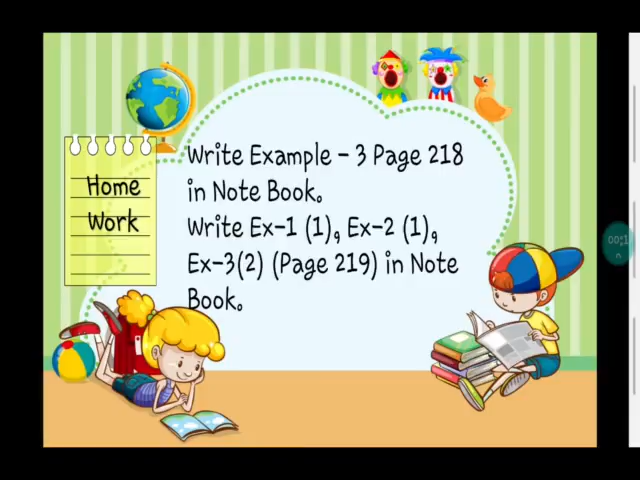 Home
Work
Write Example - 3 Page 218
in Note Book.
Write Ex-1 (1), Ex-2 (1),
Ex-3(2) (Page 219) in Note
Book.